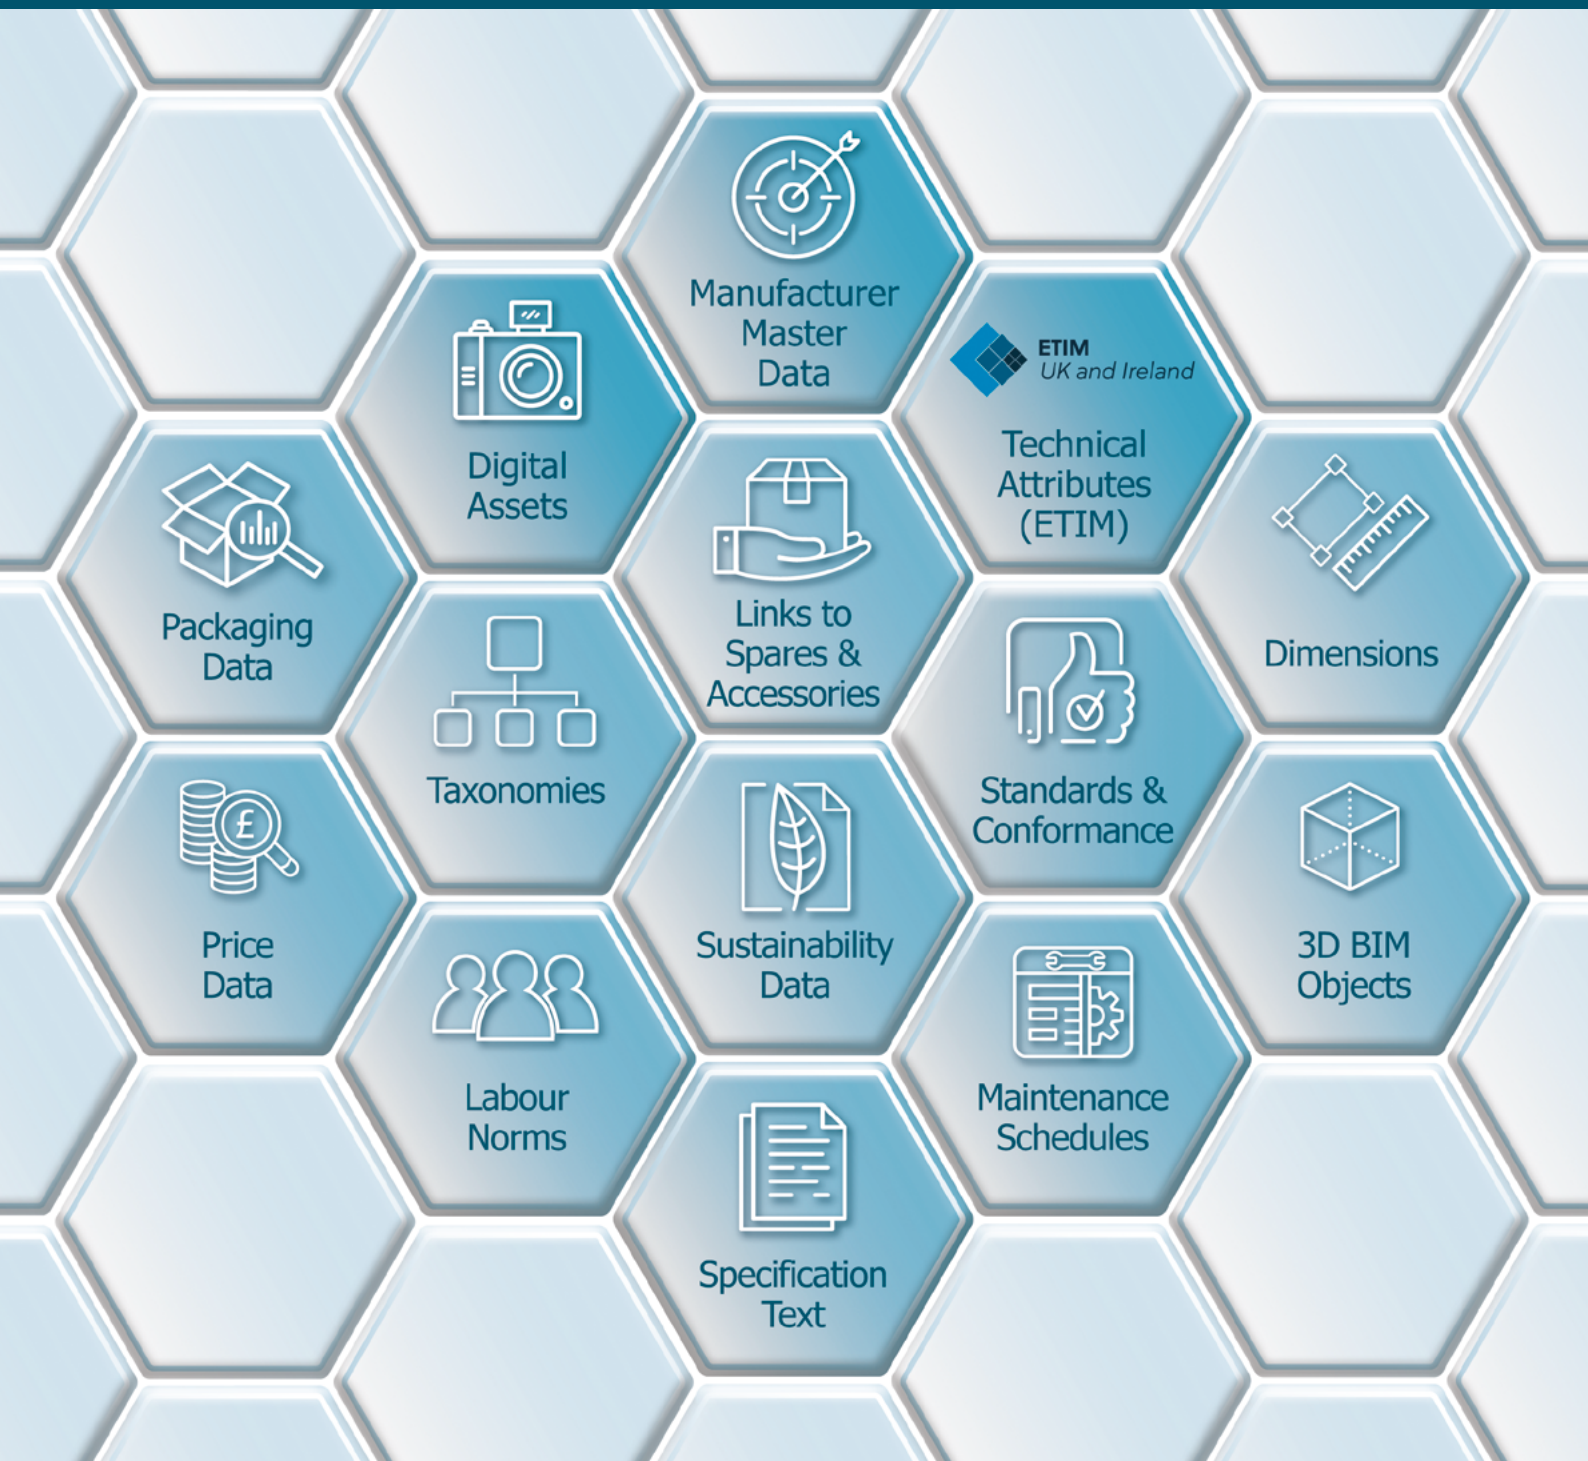 Manufacturer
Master
Data
ETIM
UK and Ireland
Technical
Attributes
(ETIM)
Digital
Assets
Packaging
Data
Links to
Spares &
Accessories
Dimensions
Taxonomies
Standards &
Conformance
Price
Data
£
Sustainability
Data
3D BIM
Objects
Labour
Norms
Maintenance
Schedules
Specification
Text